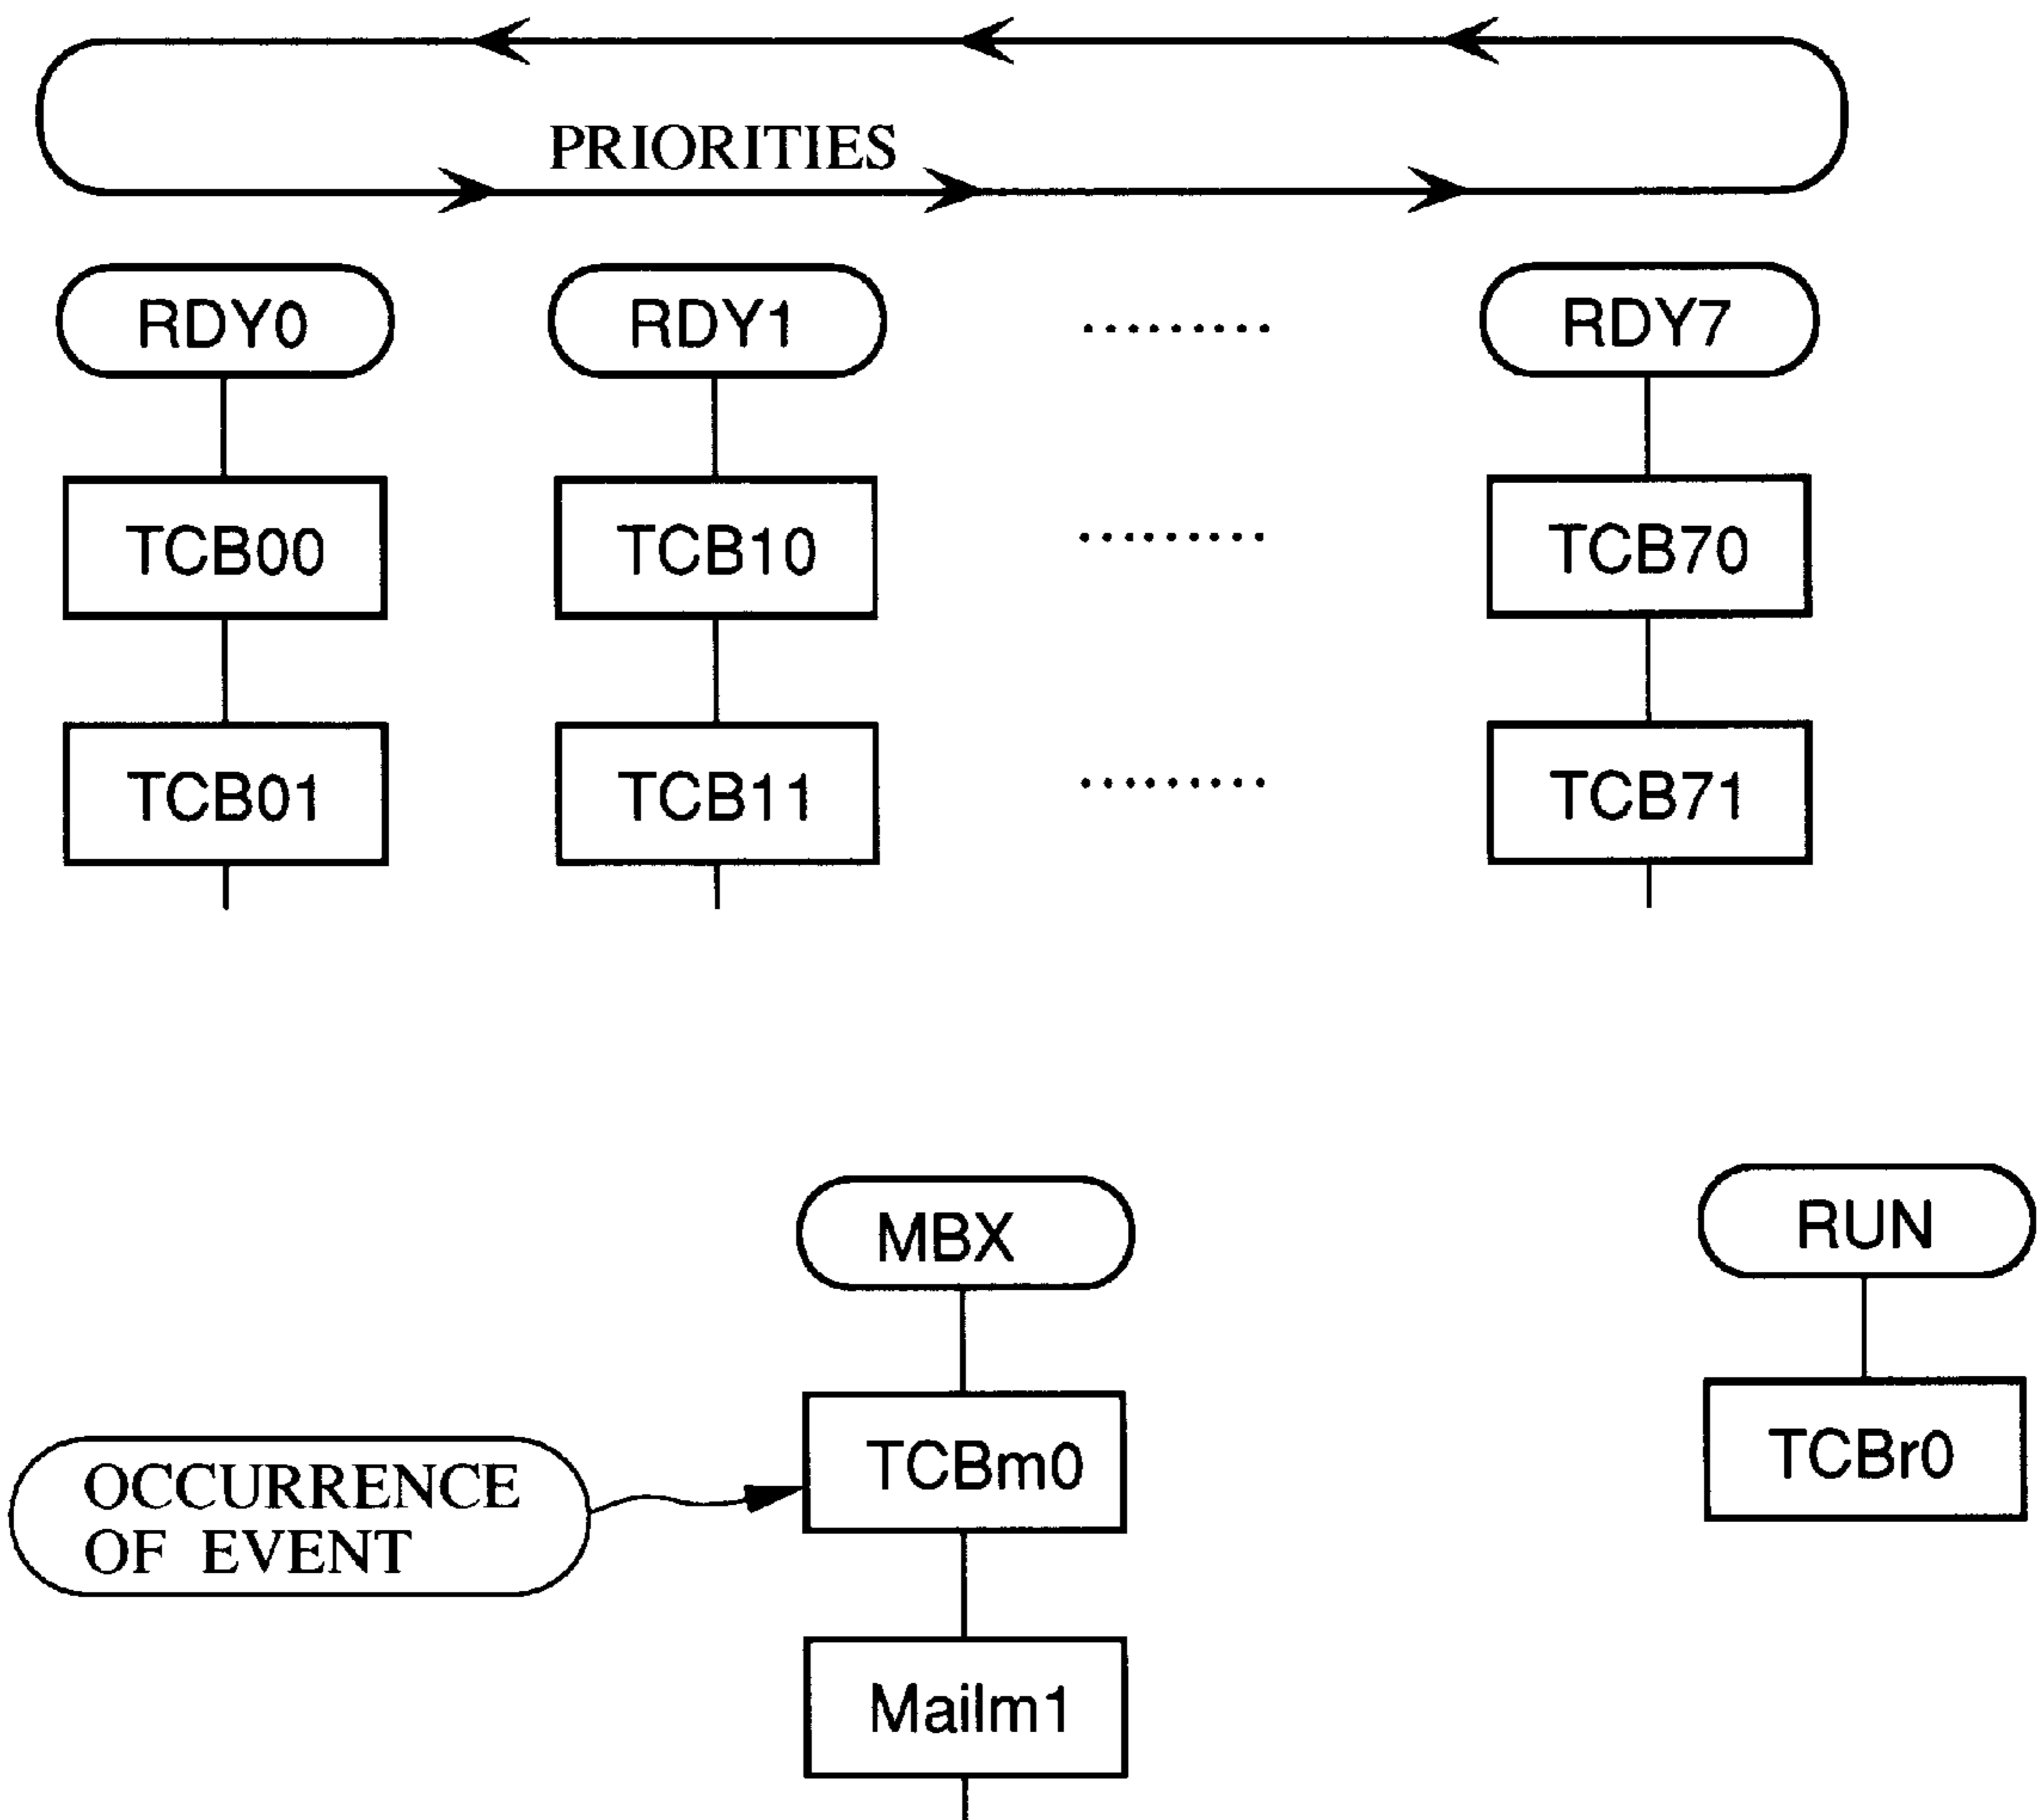 PRIORITIES
RDY0 RDY1 ......... RDY7
TCB00 TCB10 ......... TCB70
TCB01 TCB11 ......... TCB71
MBX RUN
TCBm0 TCBr0
OCCURRENCE
OF EVENT
Mailm1